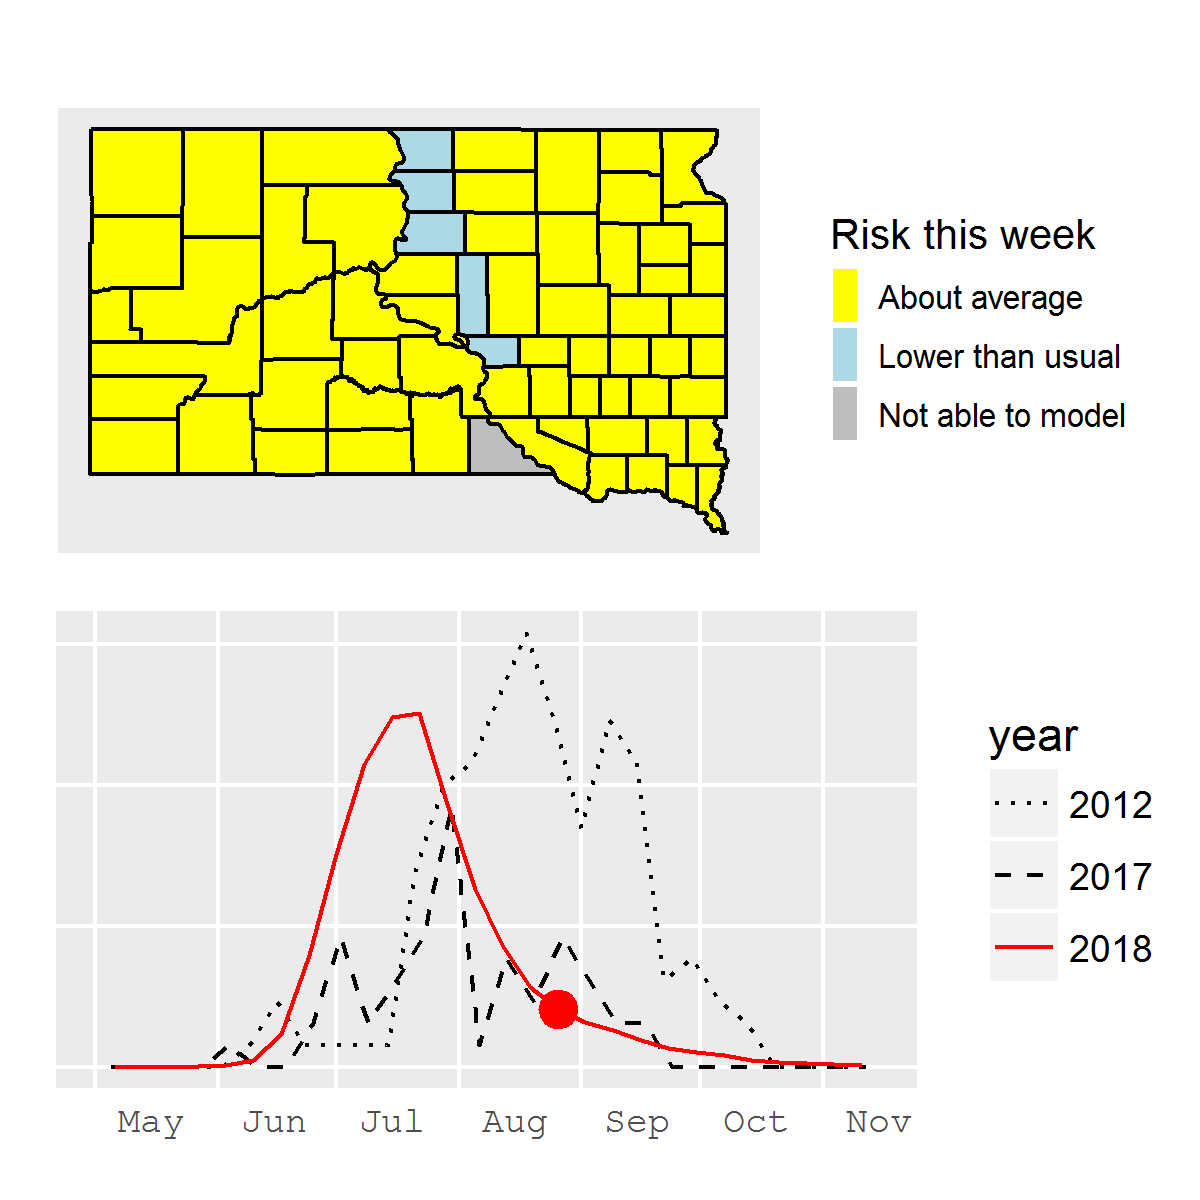 Risk this week
About average
Lower than usual
Not able to model
year
2012
2017
2018
May Jun Jul Aug Sep Oct Nov